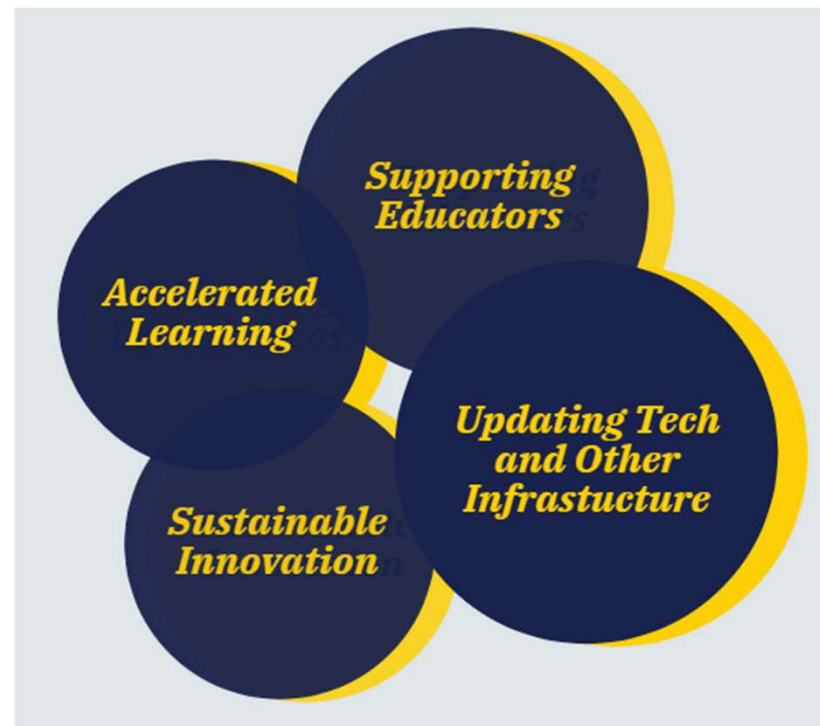 Supporting
Educators
Accelerated
Learning
Updating Tech
and Other
Infrastucture
Sustainable
Innovation